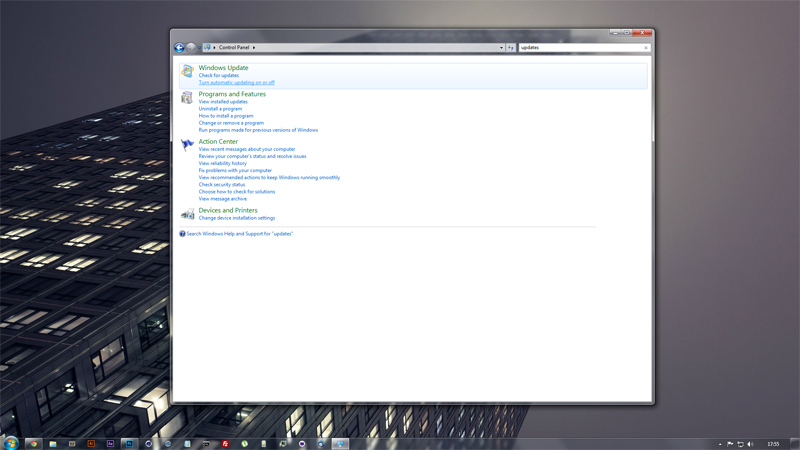 Control Panel
updates
Windows Update
Check for updates
Turn automatic updating on or off
Programs and Features
View installed updates
Uninstall a program
How to install a program
Change or remove a program
Run programs made for previous versions of Windows
Action Center
View recent messages about your computer
Review your computer's status and resolve issues
View reliability history
Fix problems with your computer
View recommended actions to keep Windows running smoothly
Check security status
Choose how to check for solutions
View message archive
Devices and Printers
Change device installation settings
Search Windows Help and Support for "updates"
Ai
Ae
Ps
17:55